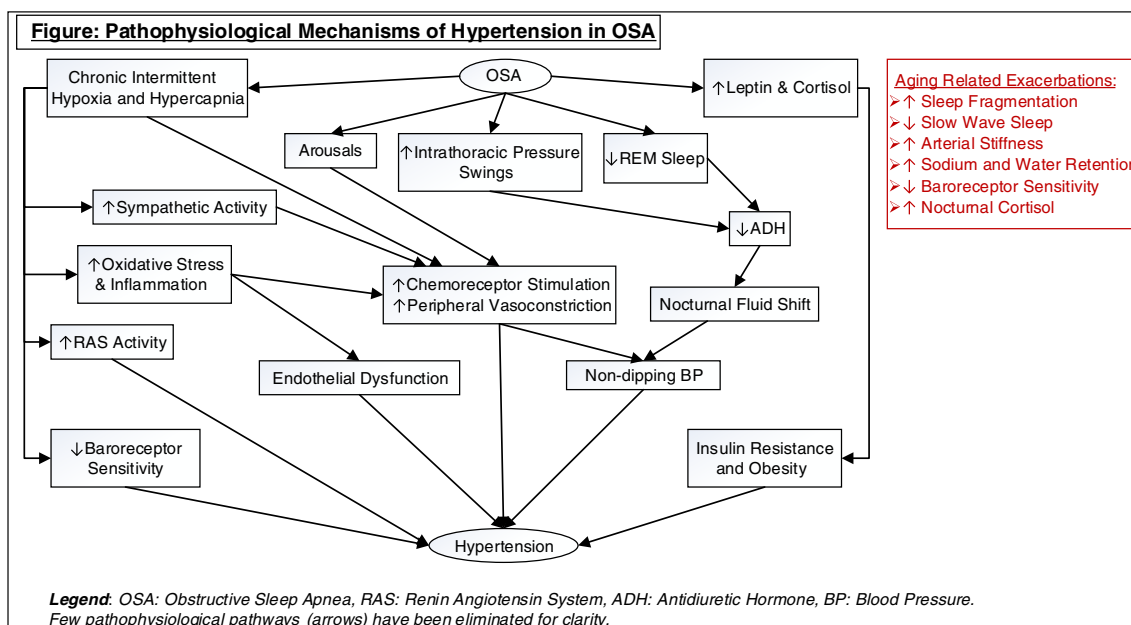 Figure: Pathophysiological Mechanisms of Hypertension in OSA
Chronic Intermittent
Hypoxia and Hypercapnia
OSA
↑Leptin & Cortisol
Arousals
↑Intrathoracic Pressure
Swings
↓REM Sleep
↑Sympathetic Activity
↓ADH
↑Oxidative Stress
& Inflammation
↑Chemoreceptor Stimulation
↑Peripheral Vasoconstriction
Nocturnal Fluid Shift
↑RAS Activity
Endothelial Dysfunction
Non-dipping BP
↓Baroreceptor
Sensitivity
Insulin Resistance
and Obesity
Hypertension
Aging Related Exacerbations:
➢↑ Sleep Fragmentation
➢↓ Slow Wave Sleep
➢↑ Arterial Stiffness
➢↑ Sodium and Water Retention
➢↓ Baroreceptor Sensitivity
➢↑ Nocturnal Cortisol
Legend: OSA: Obstructive Sleep Apnea, RAS: Renin Angiotensin System, ADH: Antidiuretic Hormone, BP: Blood Pressure.
Few pathophysiological pathways (arrows) have been eliminated for clarity.